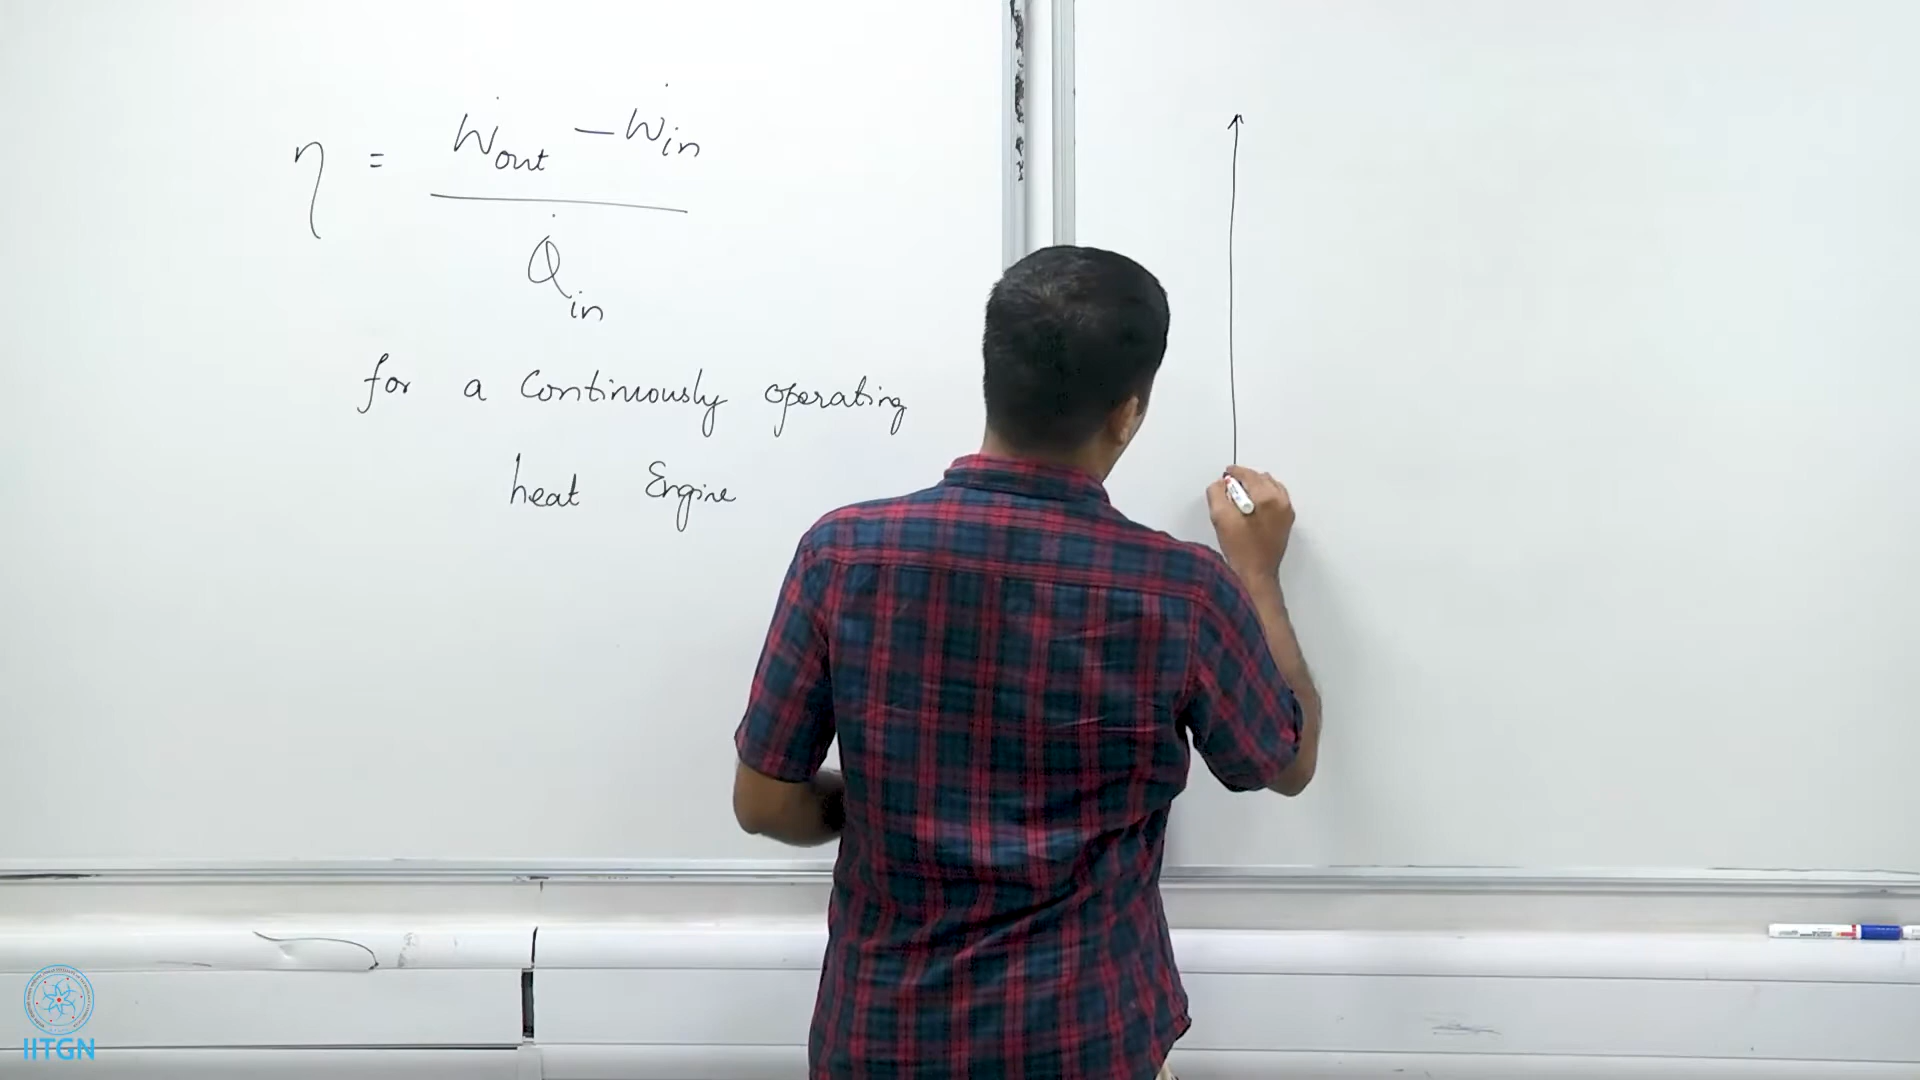 η = Ẇout − Ẇin
Q̇in
for a Continuously operating
heat Engine
IITGN